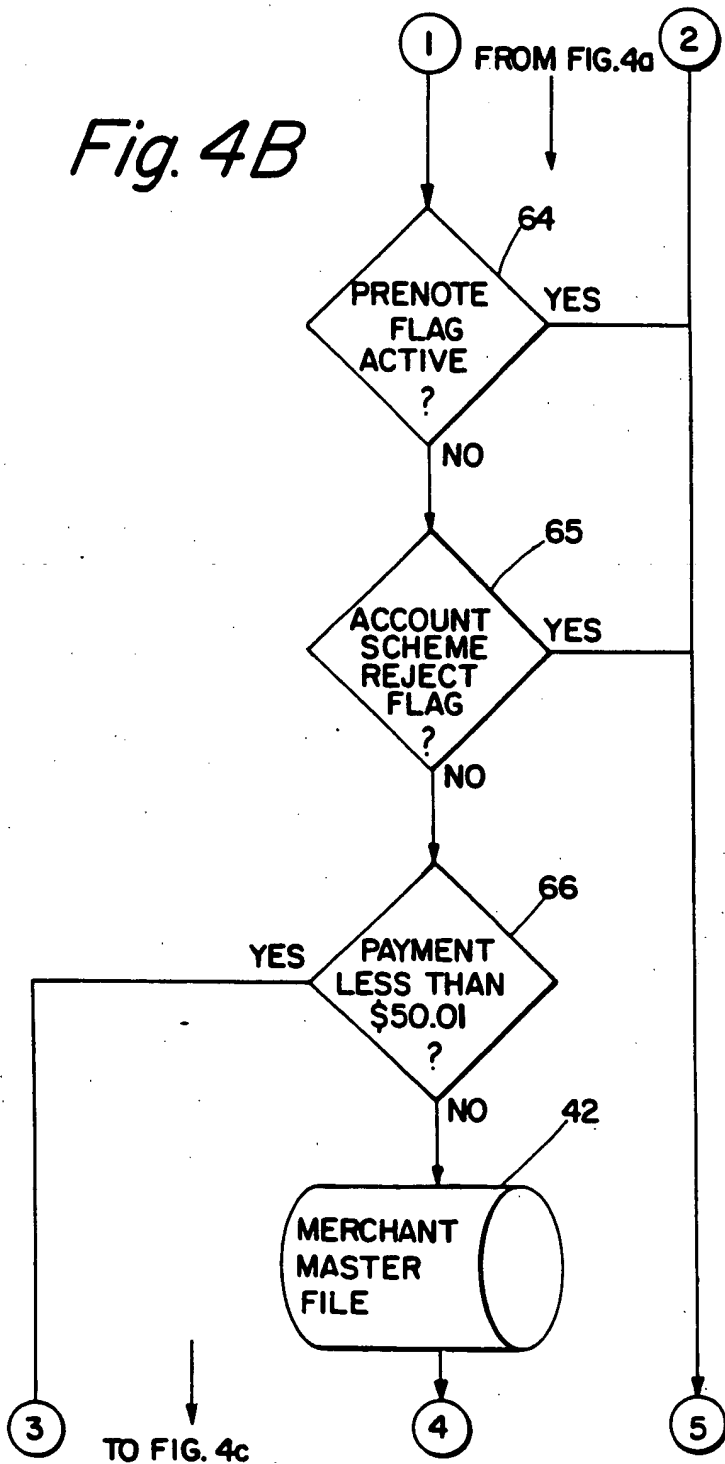 1
FROM FIG.4a
2
Fig. 4B
64
PRENOTE
FLAG
ACTIVE
?
YES
NO
65
ACCOUNT
SCHEME
REJECT
FLAG
?
YES
NO
66
YES
PAYMENT
LESS THAN
$50.01
?
NO
42
MERCHANT
MASTER
FILE
3
TO FIG. 4c
4
5